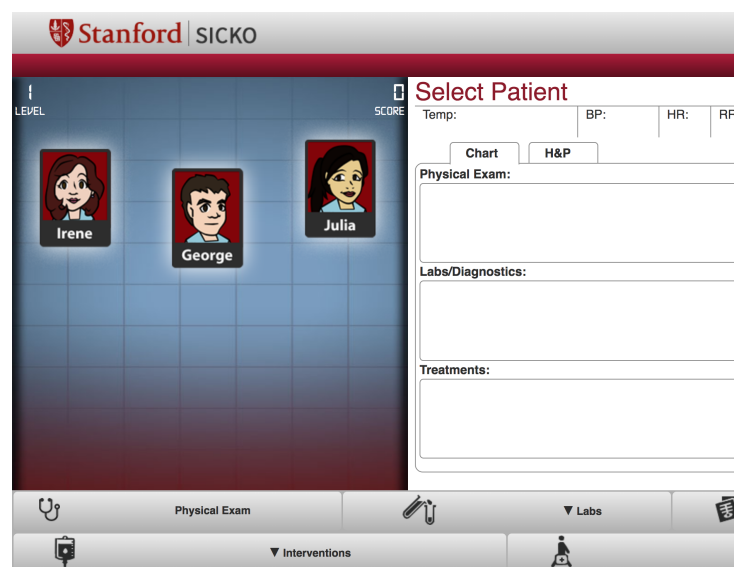 Stanford SICKO
1
LEVEL
0
SCORE
Irene
George
Julia
Select Patient
Temp:
BP:
HR:
Chart
H&P
Physical Exam:
Labs/Diagnostics:
Treatments:
Physical Exam
▼ Labs
▼ Interventions